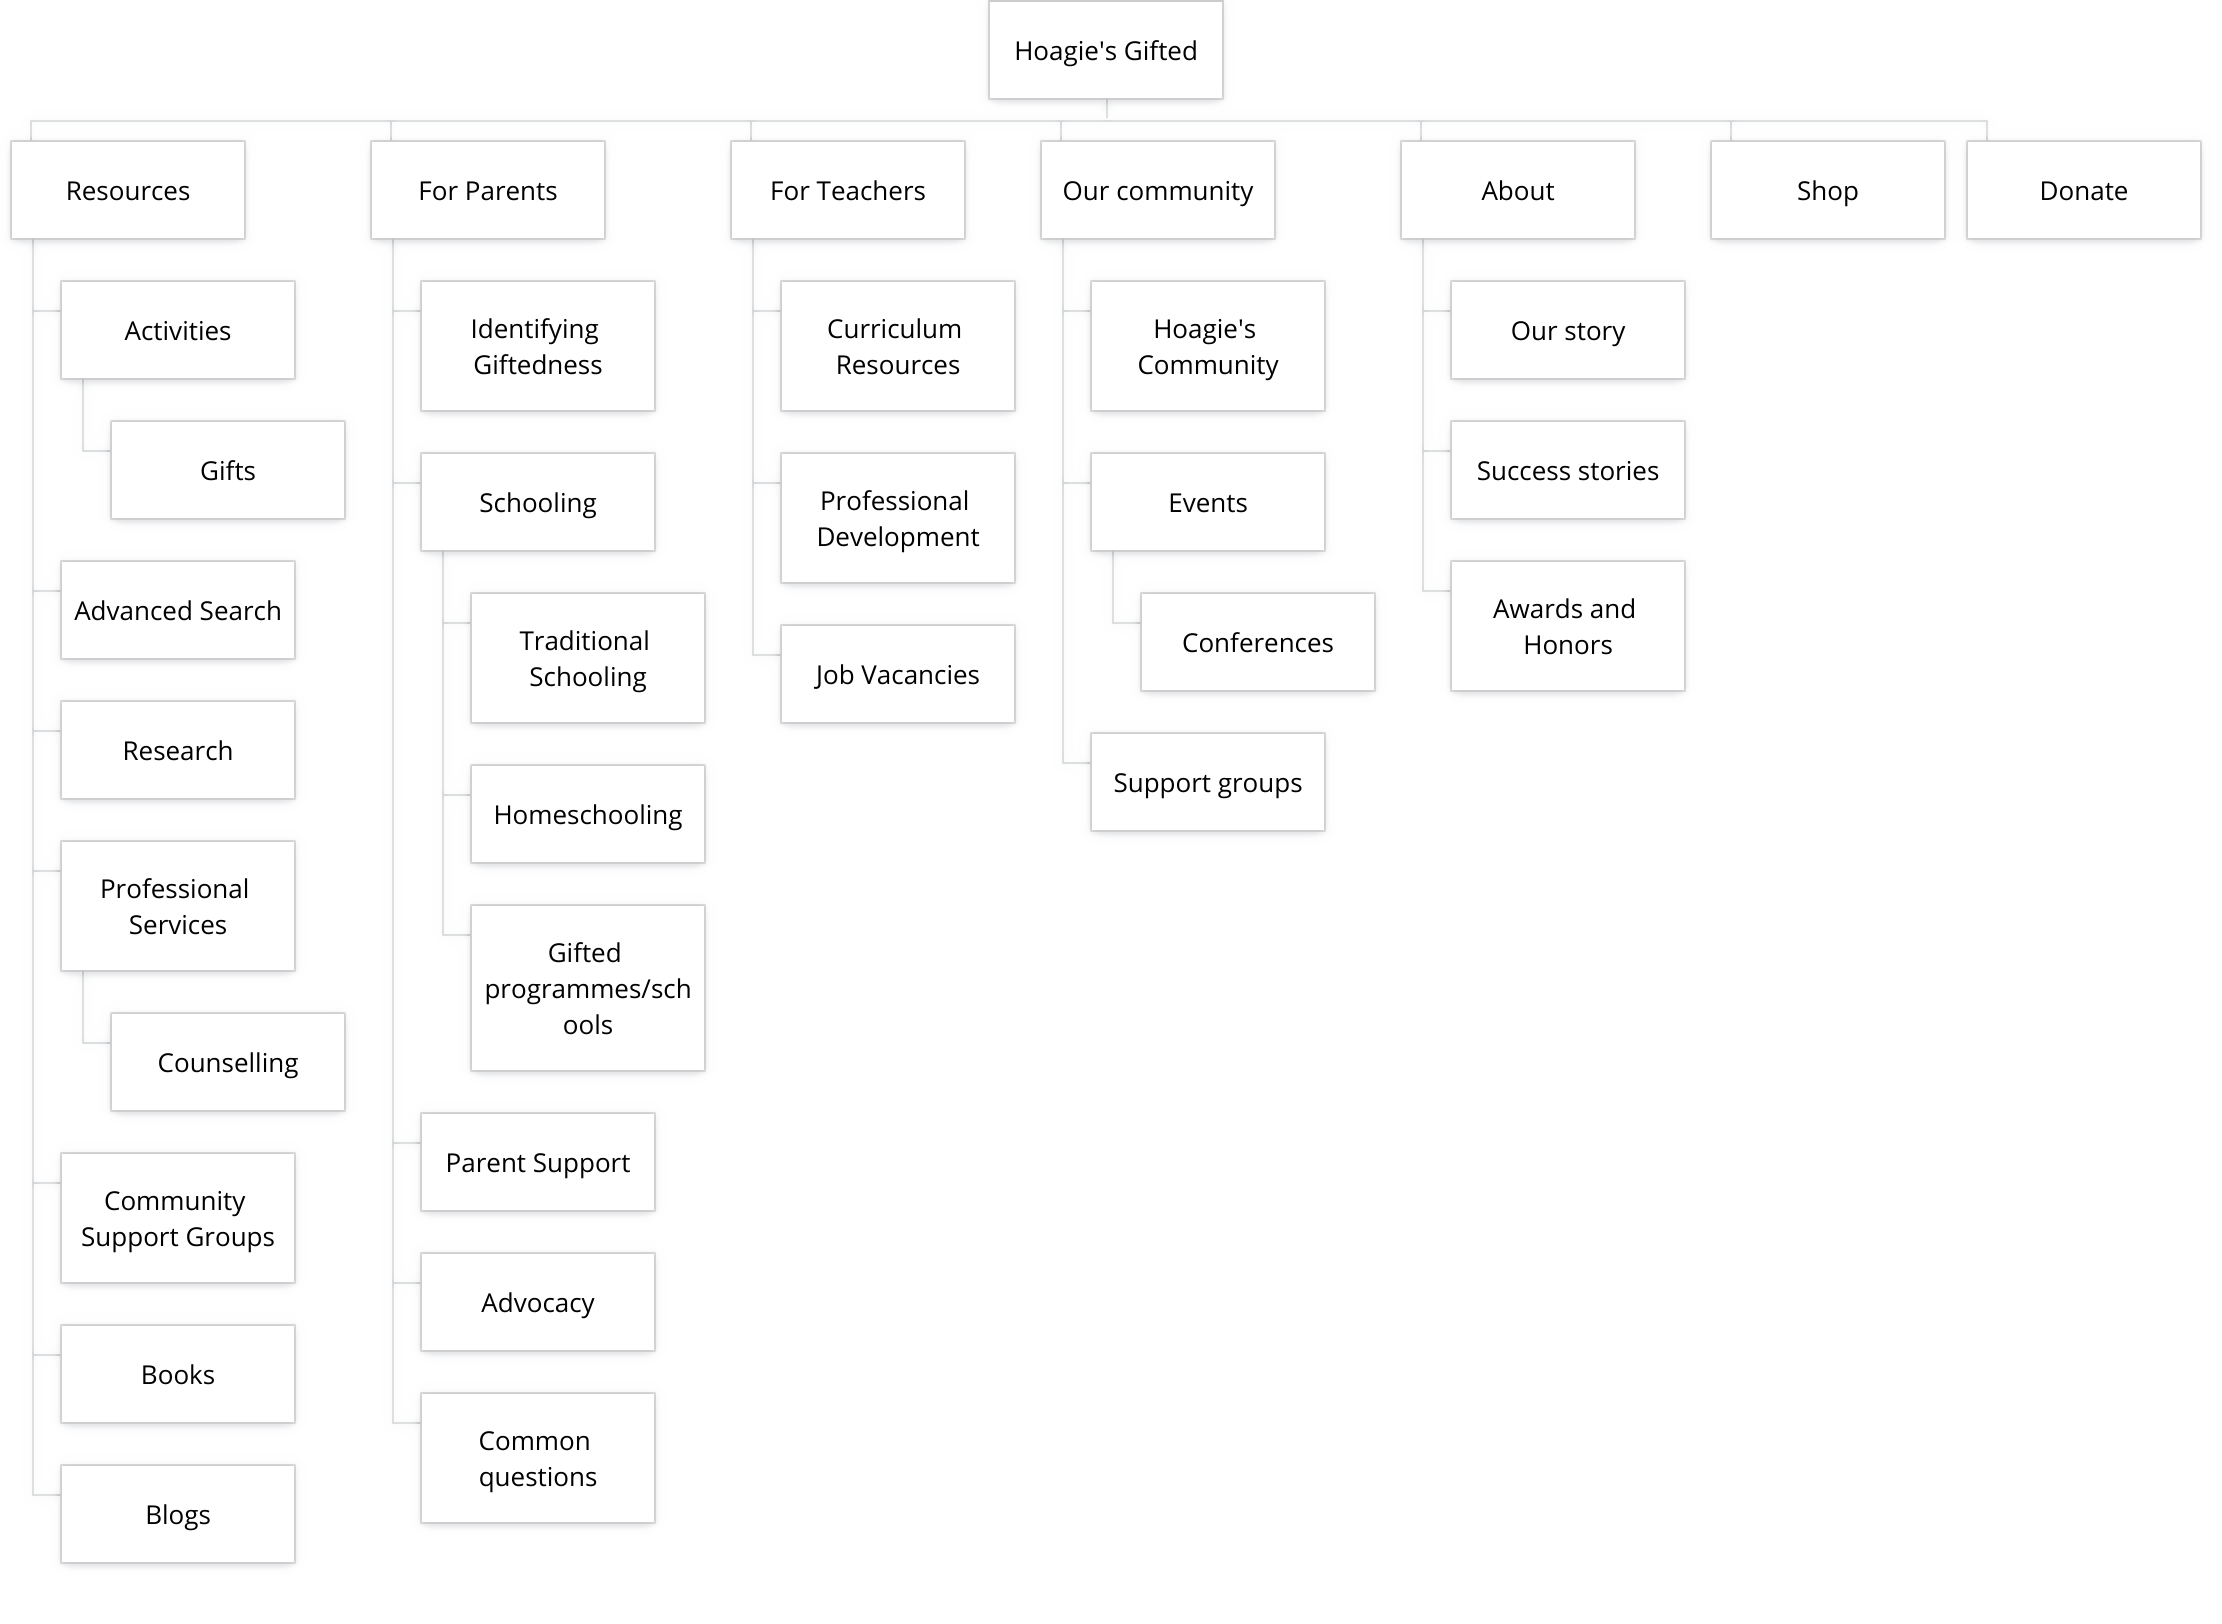 Hoagie's Gifted
Resources
For Parents
For Teachers
Our community
About
Shop
Donate
Activities
Gifts
Advanced Search
Research
Professional
Services
Counselling
Community
Support Groups
Books
Blogs
Identifying
Giftedness
Schooling
Traditional
Schooling
Homeschooling
Gifted
programmes/sch
ools
Parent Support
Advocacy
Common
questions
Curriculum
Resources
Professional
Development
Job Vacancies
Hoagie's
Community
Events
Conferences
Support groups
Our story
Success stories
Awards and
Honors